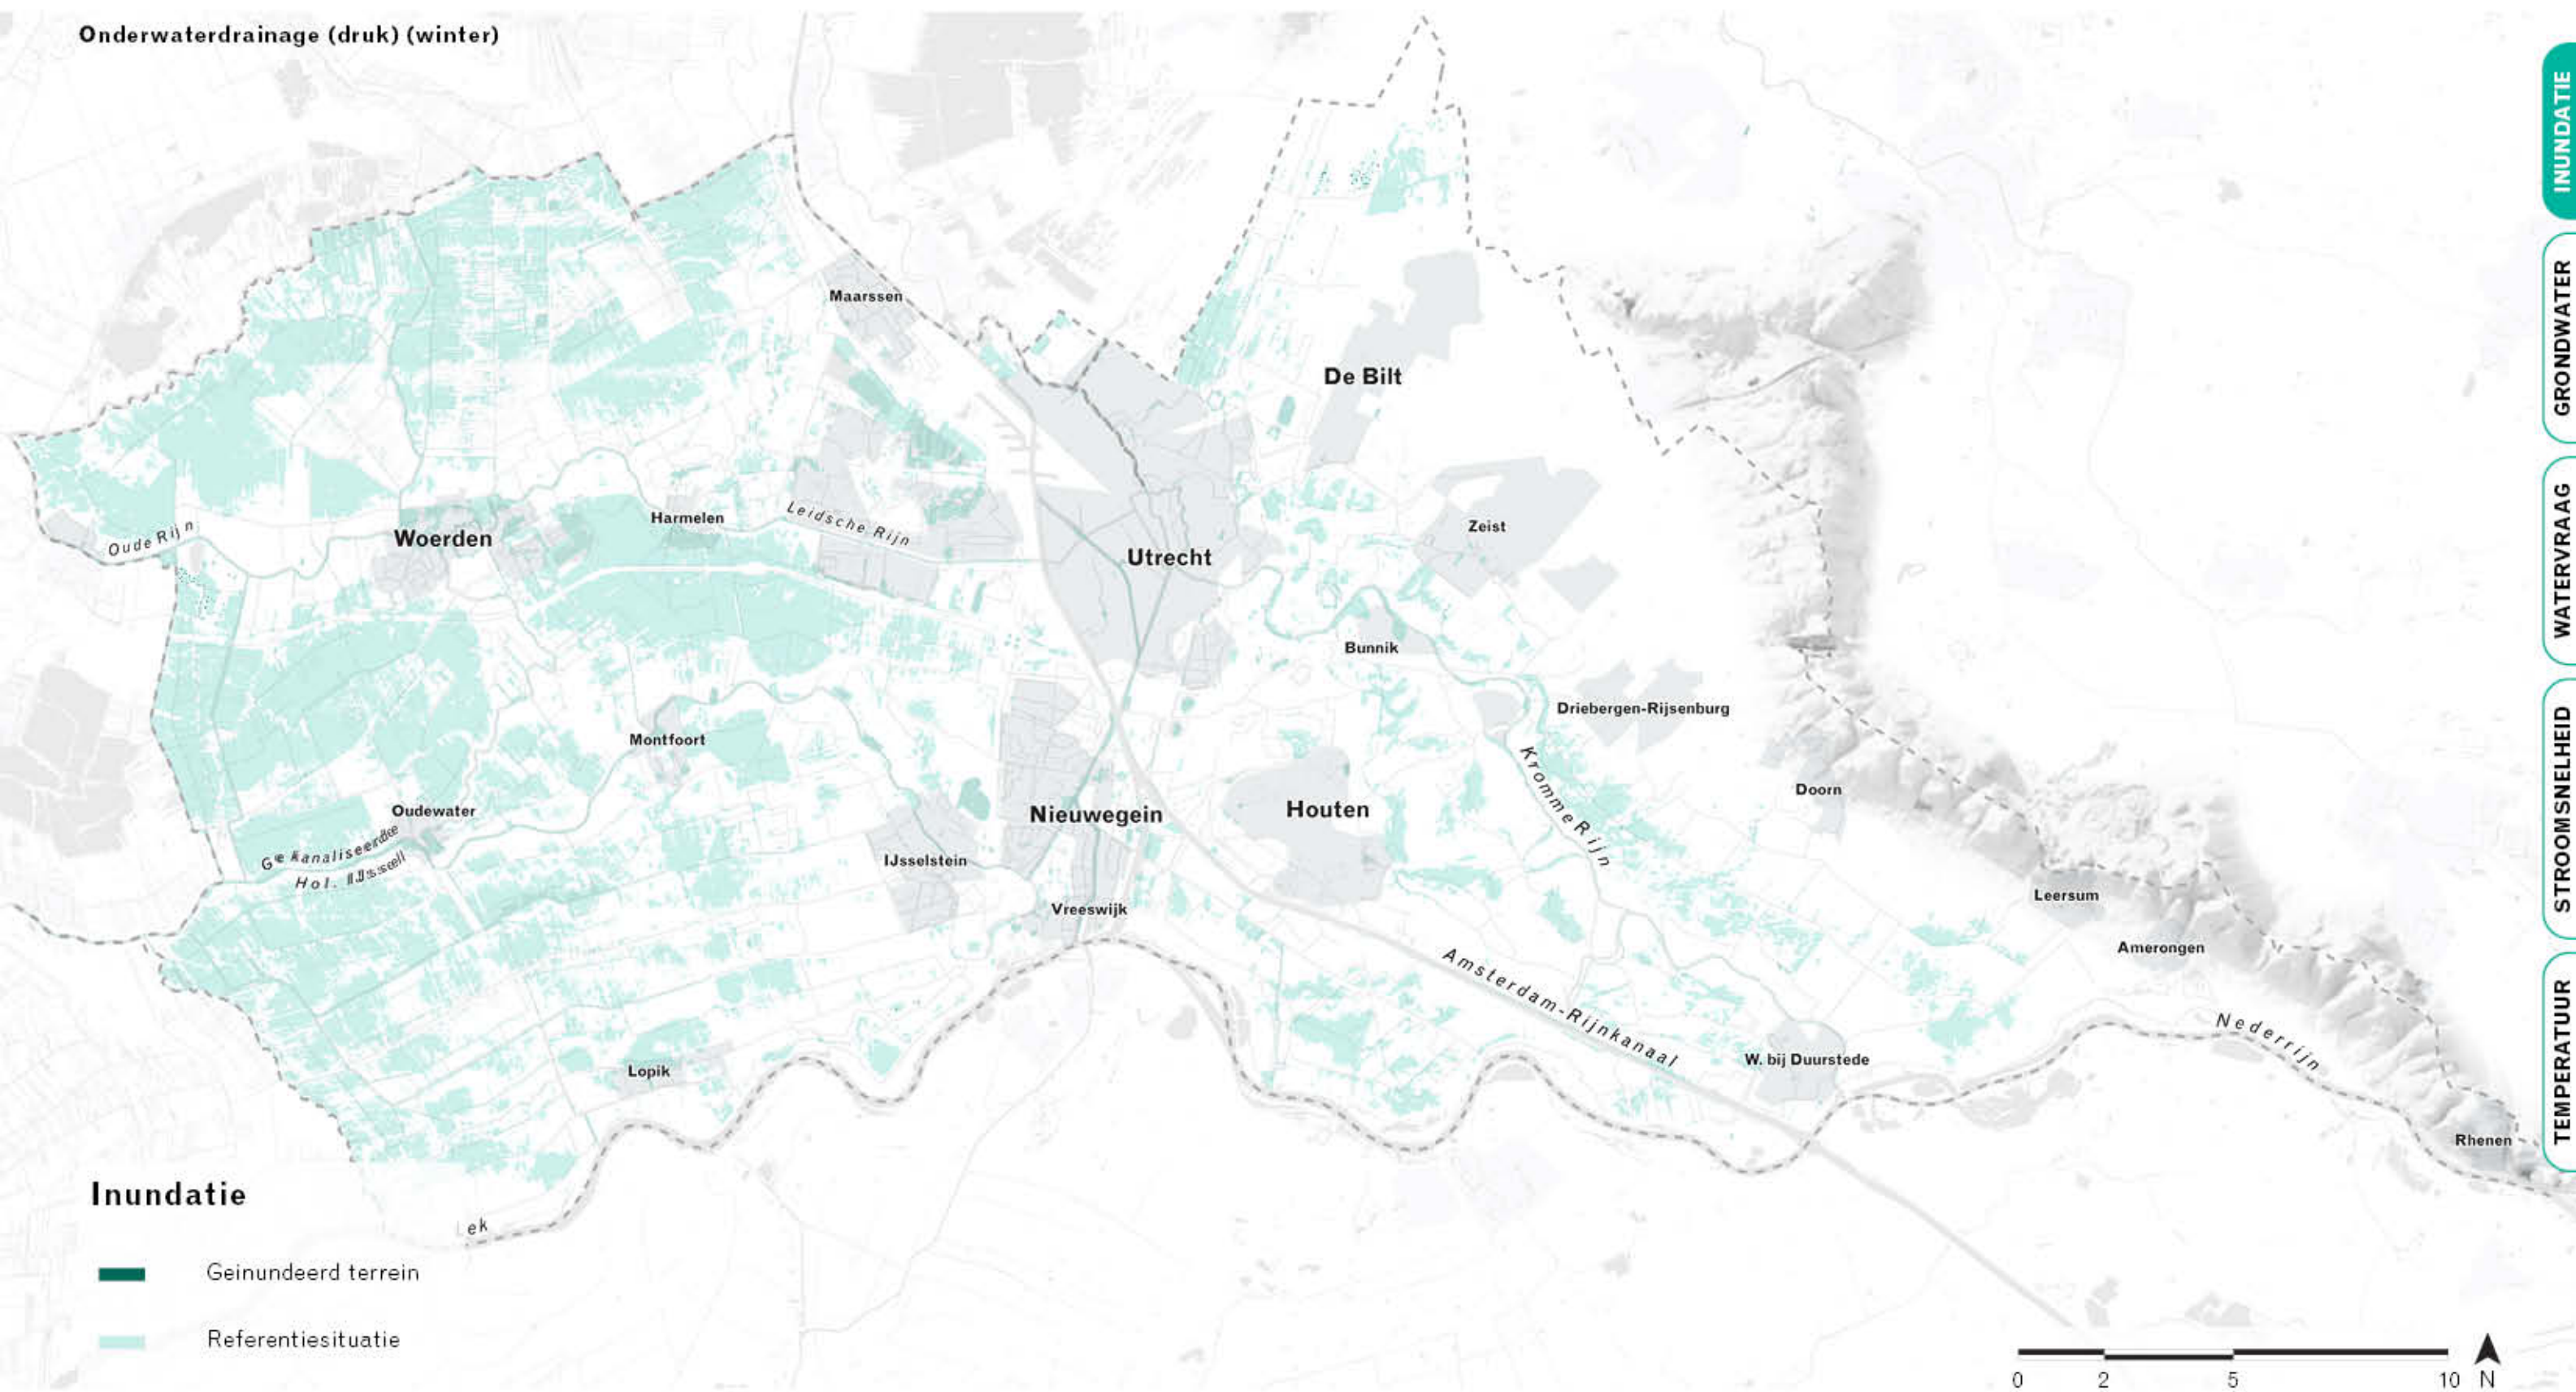 Onderwaterdrainage (druk) (winter)
INUNDATIE
GRONDWATER
WATERVRAAG
STROOMSNELHEID
TEMPERATUUR
Maarssen
De Bilt
Harmelen
Leidsche Rijn
Oude Rijn
Woerden
Zeist
Utrecht
Bunnik
Driebergen-Rijsenburg
Montfoort
Kromme Rijn
Doorn
Oudewater
Nieuwegein
Houten
Gekanaliseerde
Hol. IJssel
IJsselstein
Leersum
Vreeswijk
Amerongen
Amsterdam-Rijnkanaal
Nederrijn
Lopik
W. bij Duurstede
Rhenen
Lek
Inundatie
Geinundeerd terrein
Referentiesituatie
0 2 5 10 N